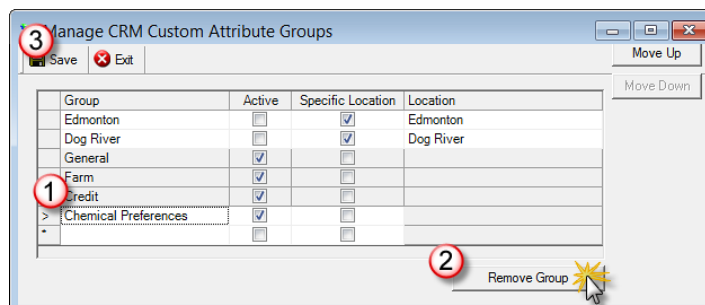 Manage CRM Custom Attribute Groups
3
Save Exit Move Up
Move Down
Group Active Specific Location Location
Edmonton Edmonton
Dog River Dog River
General
Farm
1
Credit
> Chemical Preferences
*
2
Remove Group